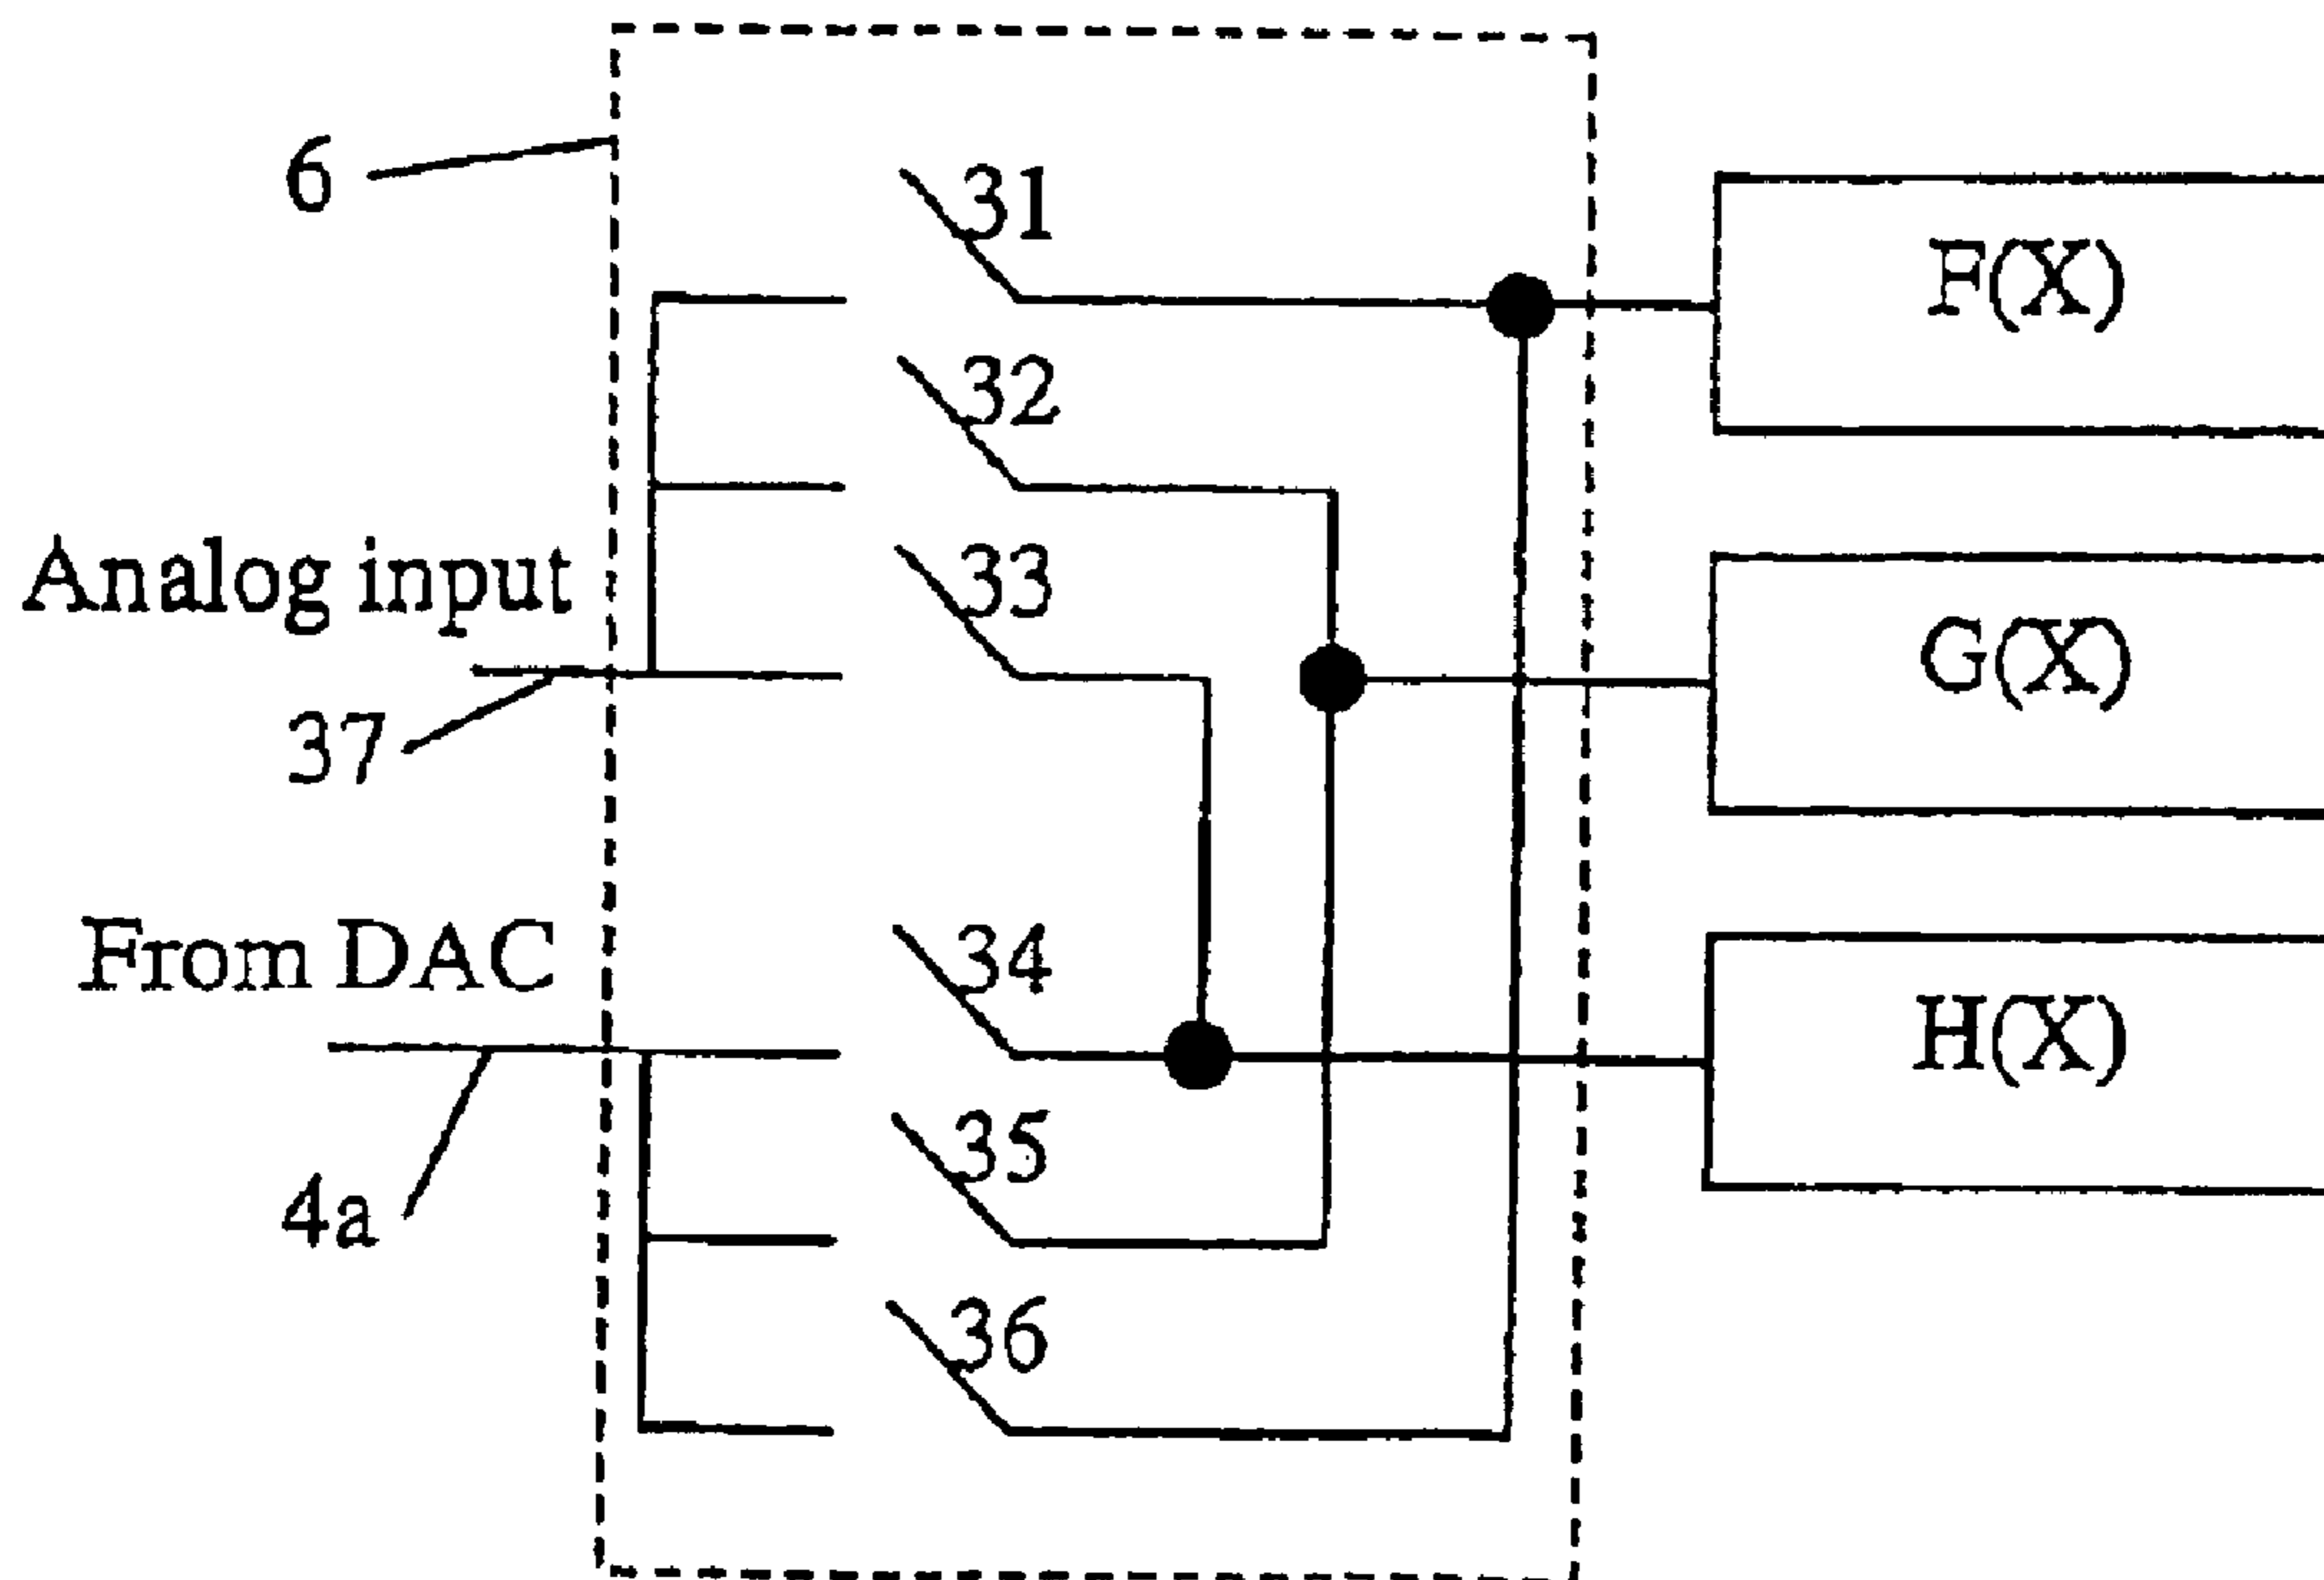 6
31
F(X)
32
Analog input
33
G(X)
37
From DAC
34
H(X)
35
4a
36